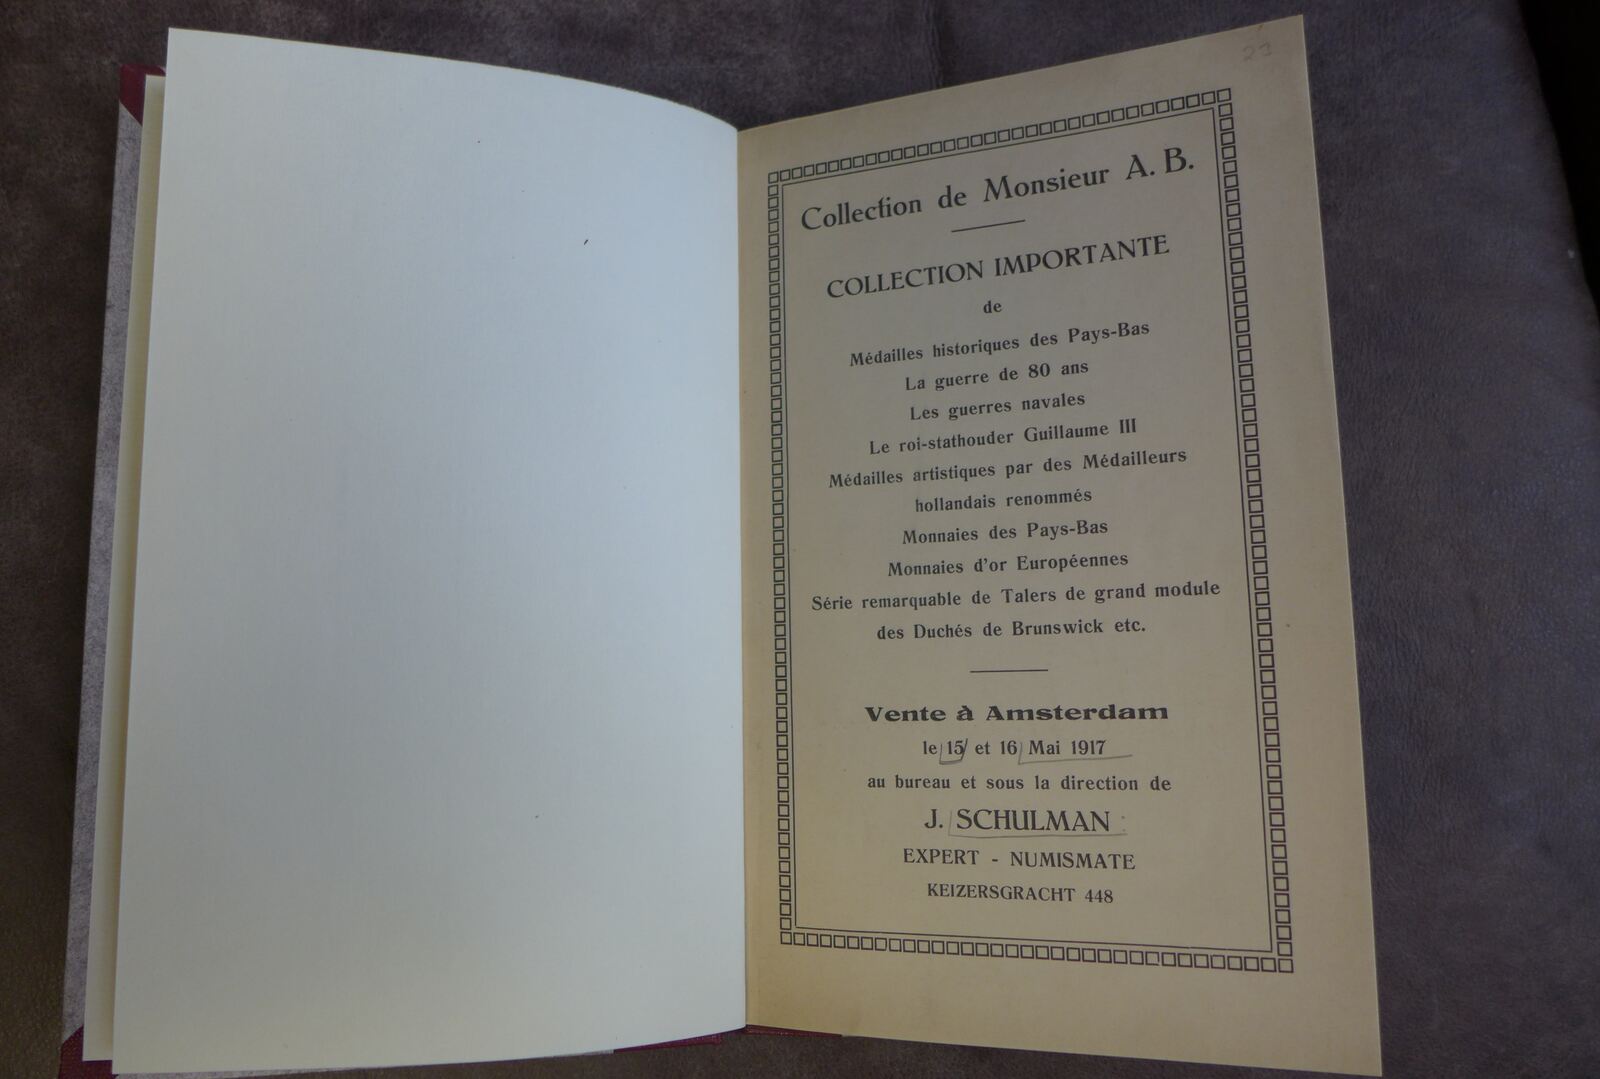 23
Collection de Monsieur A. B.
COLLECTION IMPORTANTE
de
Médailles historiques des Pays-Bas
La guerre de 80 ans
Les guerres navales
Le roi-stathouder Guillaume III
Médailles artistiques par des Médailleurs
hollandais renommés
Monnaies des Pays-Bas
Monnaies d'or Européennes
Série remarquable de Talers de grand module
des Duchés de Brunswick etc.
Vente à Amsterdam
le 15 et 16 Mai 1917
au bureau et sous la direction de
J. SCHULMAN
EXPERT - NUMISMATE
KEIZERSGRACHT 448